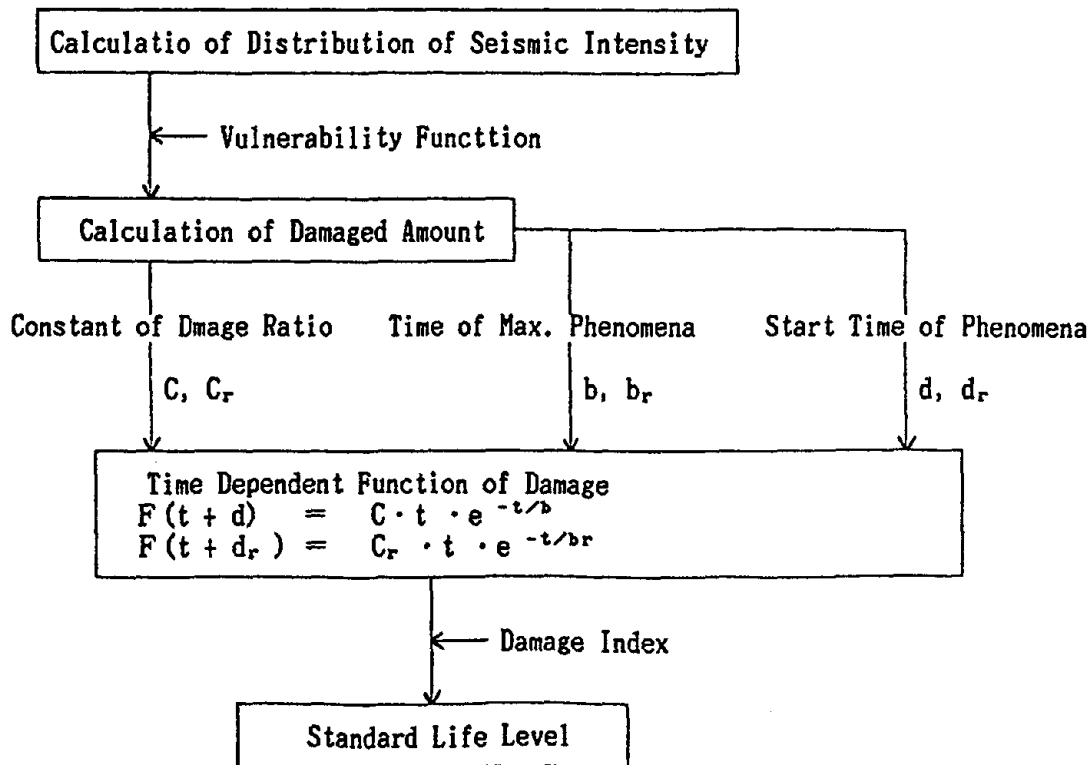 Calculatio of Distribution of Seismic Intensity
Vulnerability Functtion
Calculation of Damaged Amount
Constant of Dmage Ratio Time of Max. Phenomena Start Time of Phenomena
C, Cr b, br d, dr
Time Dependent Function of Damage
F(t + d) = C · t · e -t/b
F(t + dr) = Cr · t · e -t/br
Damage Index
Standard Life Level